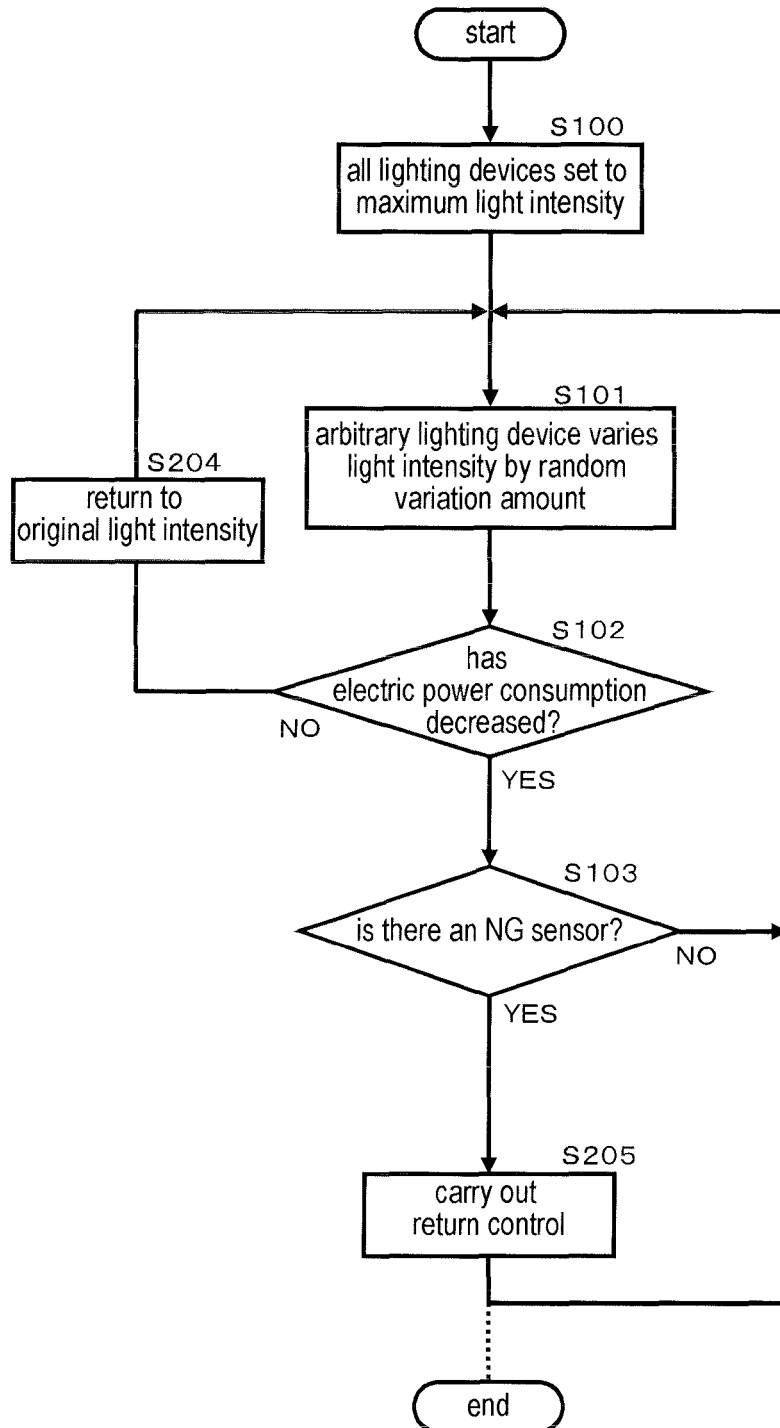 start
S100
all lighting devices set to
maximum light intensity
S101
arbitrary lighting device varies
light intensity by random
variation amount
S204
return to
original light intensity
S102
has
electric power consumption
decreased?
NO
YES
S103
is there an NG sensor?
NO
YES
S205
carry out
return control
end